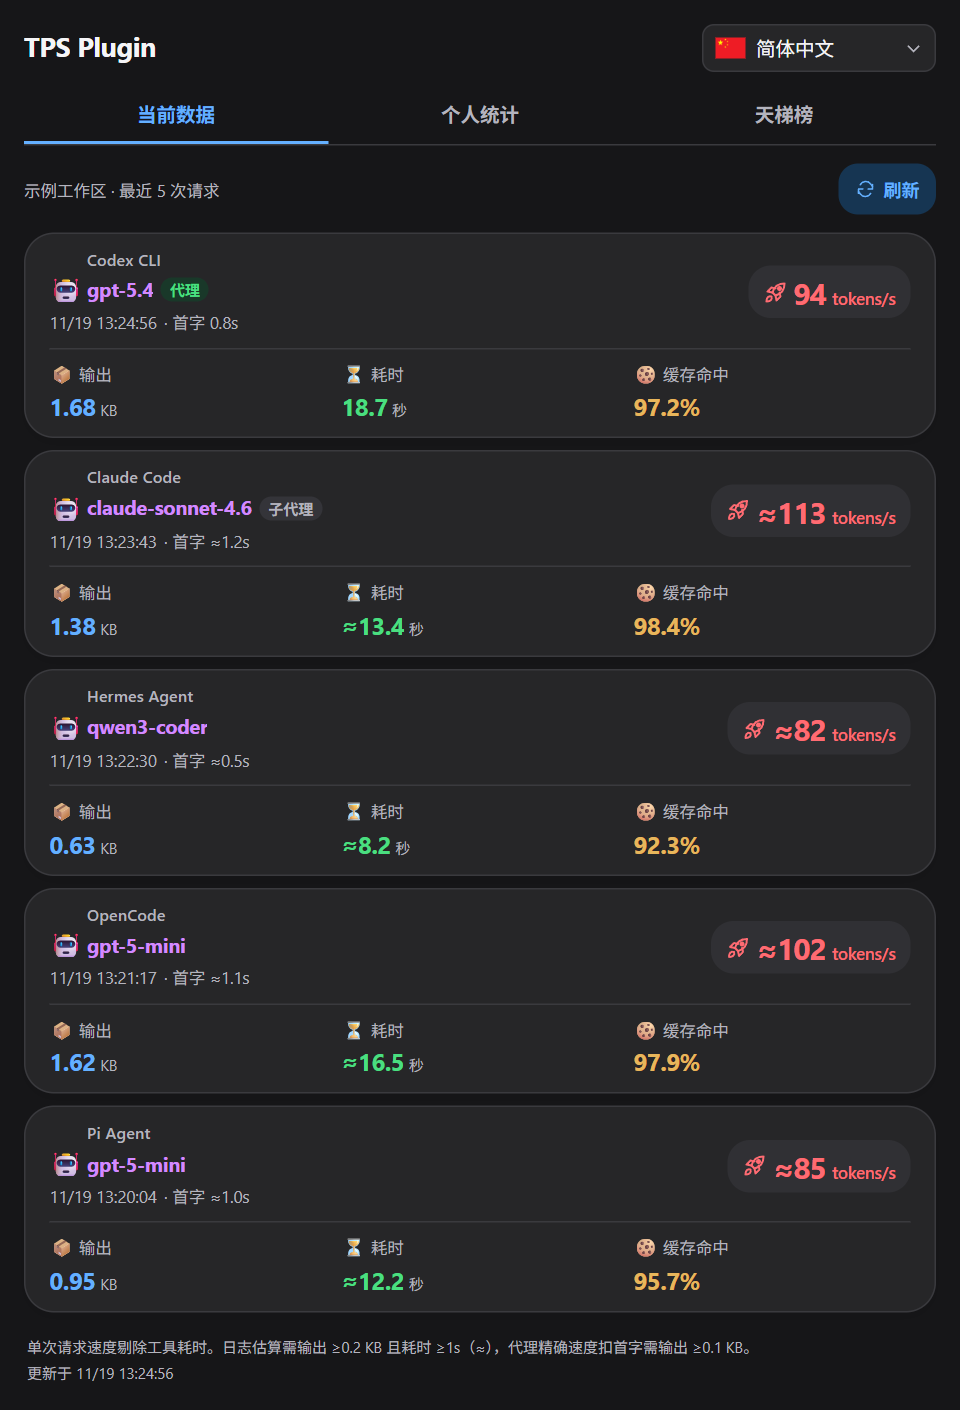 TPS Plugin
简体中文
当前数据 个人统计 天梯榜
示例工作区 · 最近 5 次请求
刷新
Codex CLI
gpt-5.4 代理
11/19 13:24:56 · 首字 0.8s
94 tokens/s
输出 耗时 缓存命中
1.68 KB 18.7 秒 97.2%
Claude Code
claude-sonnet-4.6 子代理
11/19 13:23:43 · 首字 ≈1.2s
≈113 tokens/s
输出 耗时 缓存命中
1.38 KB ≈13.4 秒 98.4%
Hermes Agent
qwen3-coder
11/19 13:22:30 · 首字 ≈0.5s
≈82 tokens/s
输出 耗时 缓存命中
0.63 KB ≈8.2 秒 92.3%
OpenCode
gpt-5-mini
11/19 13:21:17 · 首字 ≈1.1s
≈102 tokens/s
输出 耗时 缓存命中
1.62 KB ≈16.5 秒 97.9%
Pi Agent
gpt-5-mini
11/19 13:20:04 · 首字 ≈1.0s
≈85 tokens/s
输出 耗时 缓存命中
0.95 KB ≈12.2 秒 95.7%
单次请求速度剔除工具耗时。日志估算需输出 ≥0.2 KB 且耗时 ≥1s（≈），代理精确速度扣首字需输出 ≥0.1 KB。
更新于 11/19 13:24:56